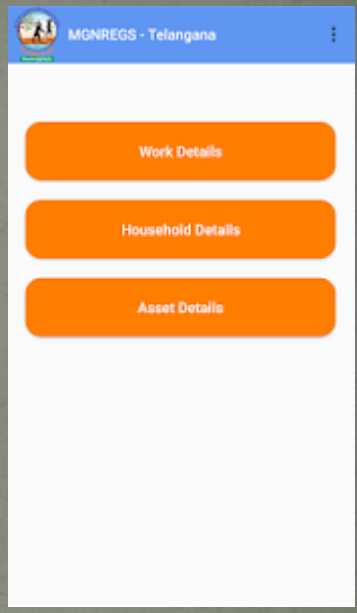 MGNREGS - Telangana
Work Details
Household Details
Asset Details